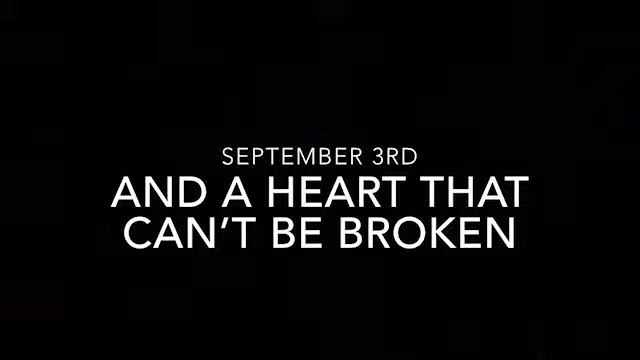 SEPTEMBER 3RD
AND A HEART THAT
CAN'T BE BROKEN